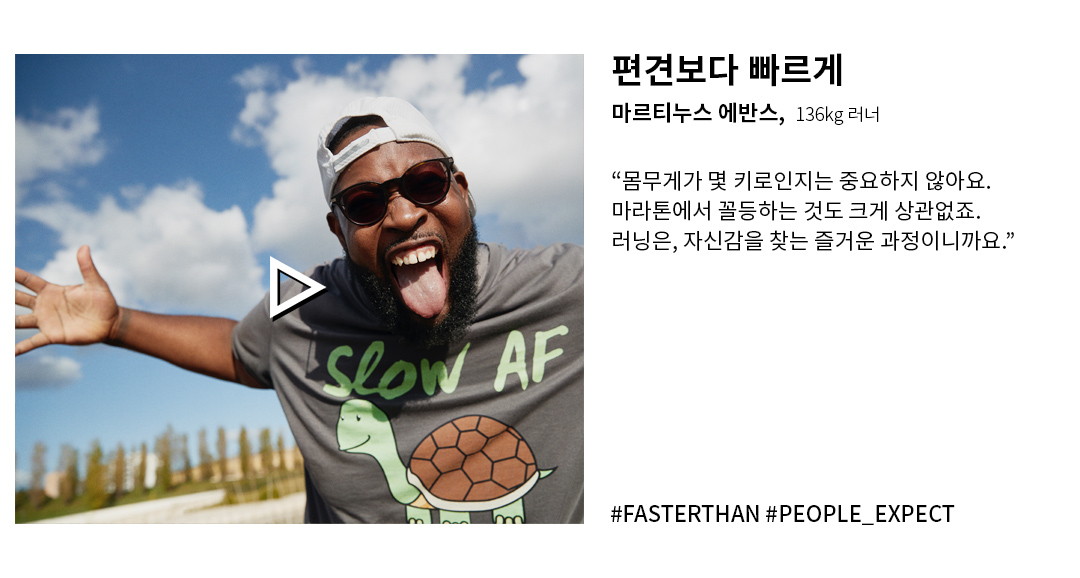 편견보다 빠르게
마르티누스 에반스, 136kg 러너
“몸무게가 몇 키로인지는 중요하지 않아요.
마라톤에서 꼴등하는 것도 크게 상관없죠.
러닝은, 자신감을 찾는 즐거운 과정이니까요.”
SLOW AF
#FASTERTHAN #PEOPLE_EXPECT